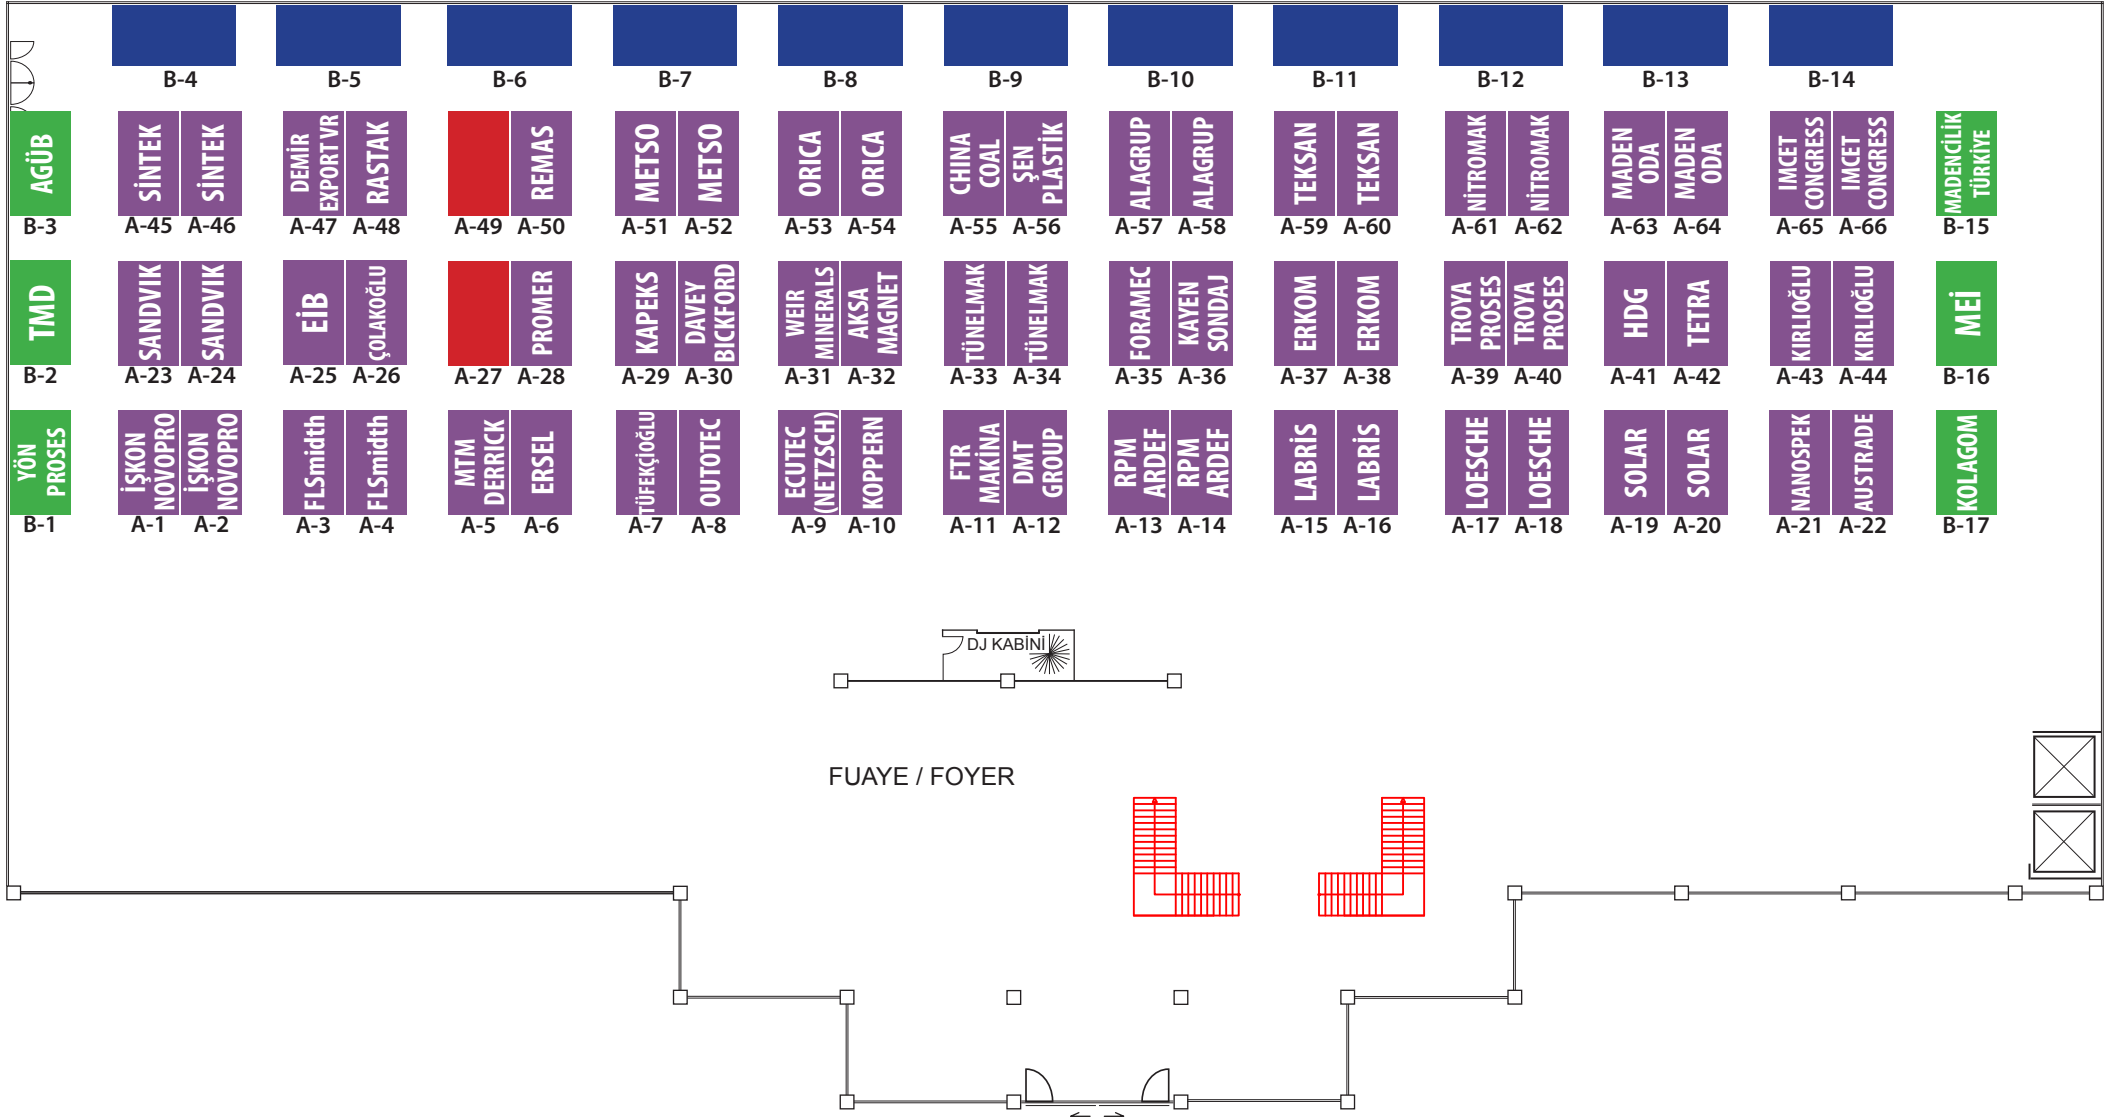 B-4 B-5 B-6 B-7 B-8 B-9 B-10 B-11 B-12 B-13 B-14
AGÜB
SİNTEK
SİNTEK
DEMİR
EXPORT VR
RASTAK
REMAS
METSO
METSO
ORICA
ORICA
CHINA
COAL
ŞEN
PLASTİK
ALAGRUP
ALAGRUP
TEKSAN
TEKSAN
NİTROMAK
NİTROMAK
MADEN
ODA
MADEN
ODA
IMCET
CONGRESS
IMCET
CONGRESS
MADENCİLİK
TÜRKİYE
B-3 A-45 A-46 A-47 A-48 A-49 A-50 A-51 A-52 A-53 A-54 A-55 A-56 A-57 A-58 A-59 A-60 A-61 A-62 A-63 A-64 A-65 A-66 B-15
TMD
SANDVIK
SANDVIK
EİB
ÇOLAKOĞLU
PROMER
KAPEKS
DAVEY
BICKFORD
WEIR
MINERALS
AKSA
MAGNET
TÜNELMAK
TÜNELMAK
FORAMEC
KAYEN
SONDAJ
ERKOM
ERKOM
TROYA
PROSES
TROYA
PROSES
HDG
TETRA
KIRLIOĞLU
KIRLIOĞLU
MEİ
B-2 A-23 A-24 A-25 A-26 A-27 A-28 A-29 A-30 A-31 A-32 A-33 A-34 A-35 A-36 A-37 A-38 A-39 A-40 A-41 A-42 A-43 A-44 B-16
YÖN
PROSES
İŞKON
NOVOPRO
İŞKON
NOVOPRO
FLSmidth
FLSmidth
MTM
DERRICK
ERSEL
TÜFEKÇİOĞLU
OUTOTEC
ECUTEC
(NETZSCH)
KOPPERN
FTR
MAKİNA
DMT
GROUP
RPM
ARDEF
RPM
ARDEF
LABRİS
LABRİS
LOESCHE
LOESCHE
SOLAR
SOLAR
NANOSPEK
AUSTRADE
KOLAGOM
B-1 A-1 A-2 A-3 A-4 A-5 A-6 A-7 A-8 A-9 A-10 A-11 A-12 A-13 A-14 A-15 A-16 A-17 A-18 A-19 A-20 A-21 A-22 B-17
DJ KABİNİ
FUAYE / FOYER